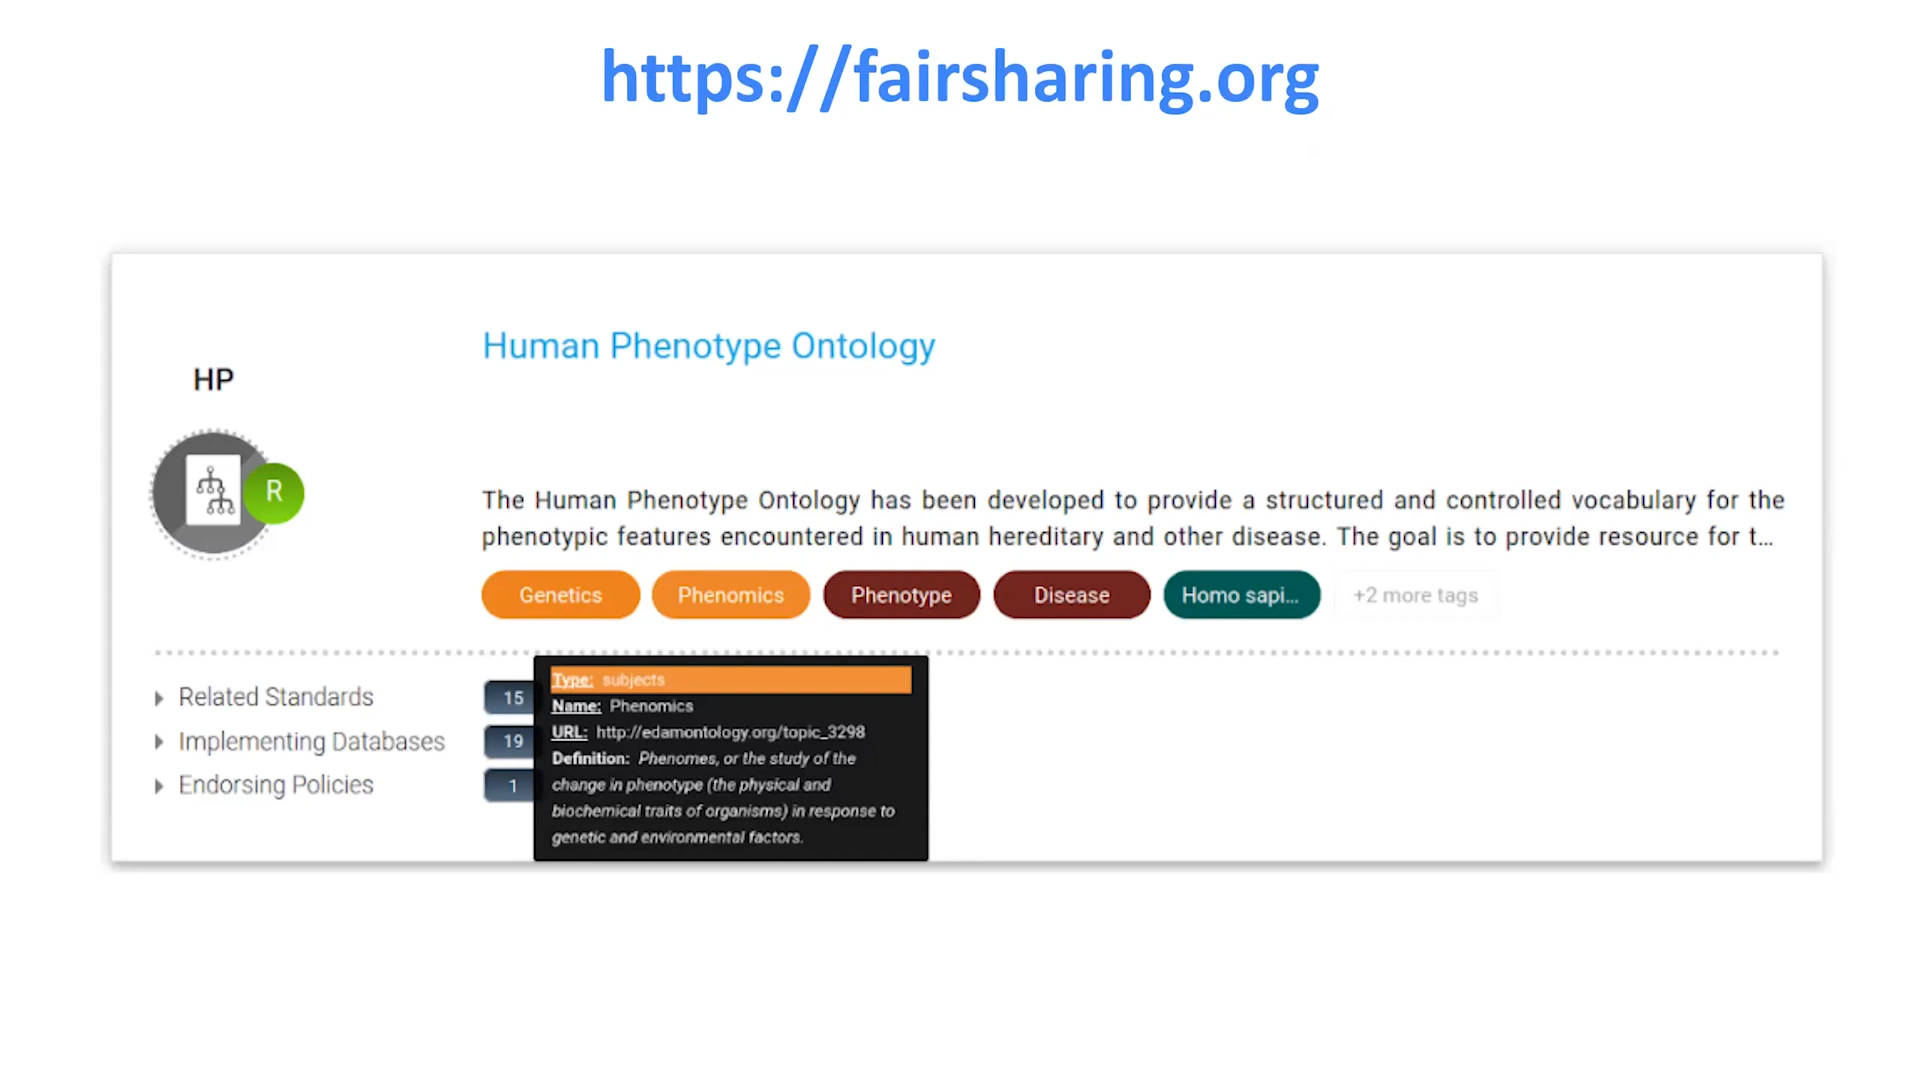 https://fairsharing.org
Human Phenotype Ontology
HP
R
The Human Phenotype Ontology has been developed to provide a structured and controlled vocabulary for the
phenotypic features encountered in human hereditary and other disease. The goal is to provide resource for t...
Genetics
Phenomics
Phenotype
Disease
Homo sapi...
+2 more tags
Related Standards
15
Implementing Databases
19
Endorsing Policies
1
Type: subjects
Name: Phenomics
URL: http://edamontology.org/topic_3298
Definition: Phenomes, or the study of the
change in phenotype (the physical and
biochemical traits of organisms) in response to
genetic and environmental factors.